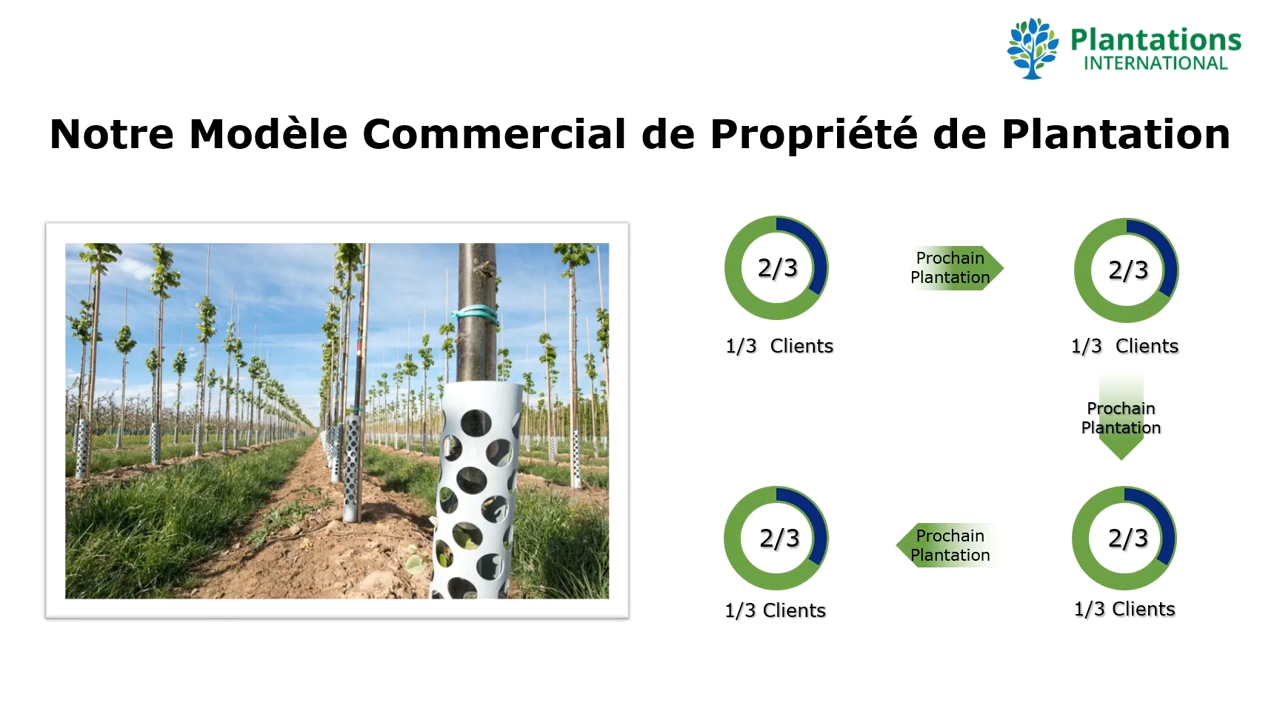 Plantations
INTERNATIONAL
Notre Modèle Commercial de Propriété de Plantation
2/3
1/3 Clients
Prochain
Plantation
2/3
1/3 Clients
Prochain
Plantation
2/3
1/3 Clients
Prochain
Plantation
2/3
1/3 Clients